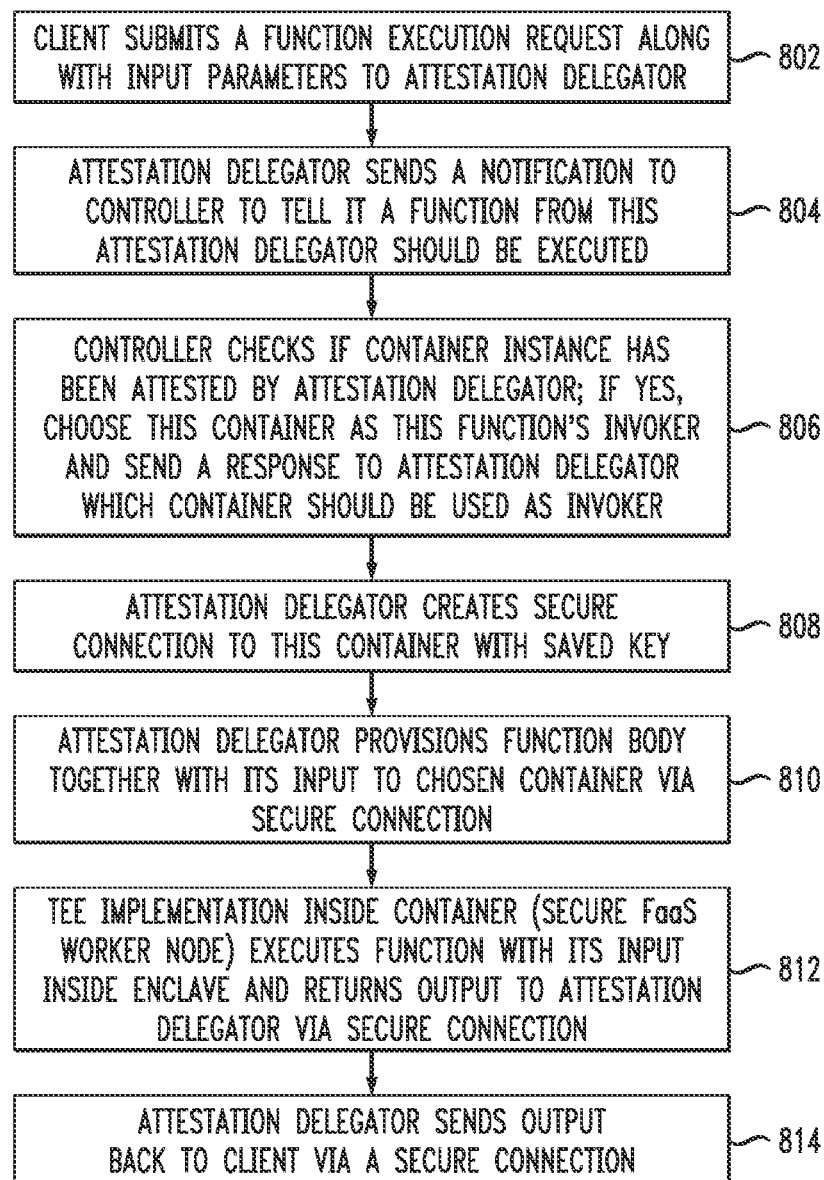 CLIENT SUBMITS A FUNCTION EXECUTION REQUEST ALONG
WITH INPUT PARAMETERS TO ATTESTATION DELEGATOR
802
ATTESTATION DELEGATOR SENDS A NOTIFICATION TO
CONTROLLER TO TELL IT A FUNCTION FROM THIS
ATTESTATION DELEGATOR SHOULD BE EXECUTED
804
CONTROLLER CHECKS IF CONTAINER INSTANCE HAS
BEEN ATTESTED BY ATTESTATION DELEGATOR; IF YES,
CHOOSE THIS CONTAINER AS THIS FUNCTION'S INVOKER
AND SEND A RESPONSE TO ATTESTATION DELEGATOR
WHICH CONTAINER SHOULD BE USED AS INVOKER
806
ATTESTATION DELEGATOR CREATES SECURE
CONNECTION TO THIS CONTAINER WITH SAVED KEY
808
ATTESTATION DELEGATOR PROVISIONS FUNCTION BODY
TOGETHER WITH ITS INPUT TO CHOSEN CONTAINER VIA
SECURE CONNECTION
810
TEE IMPLEMENTATION INSIDE CONTAINER (SECURE FaaS
WORKER NODE) EXECUTES FUNCTION WITH ITS INPUT
INSIDE ENCLAVE AND RETURNS OUTPUT TO ATTESTATION
DELEGATOR VIA SECURE CONNECTION
812
ATTESTATION DELEGATOR SENDS OUTPUT
BACK TO CLIENT VIA A SECURE CONNECTION
814